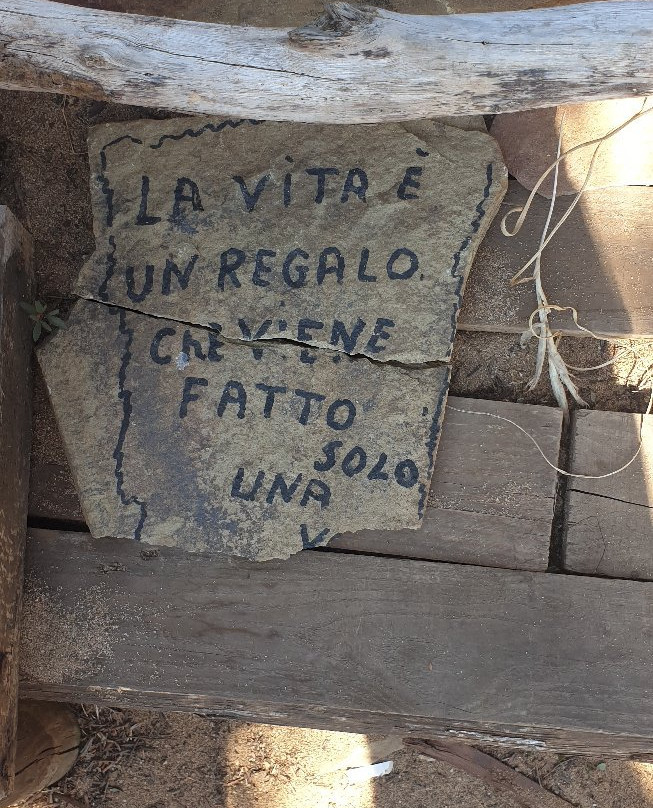 LA VITA È
UN REGALO.
CHE VIENE
FATTO
SOLO
UNA
V